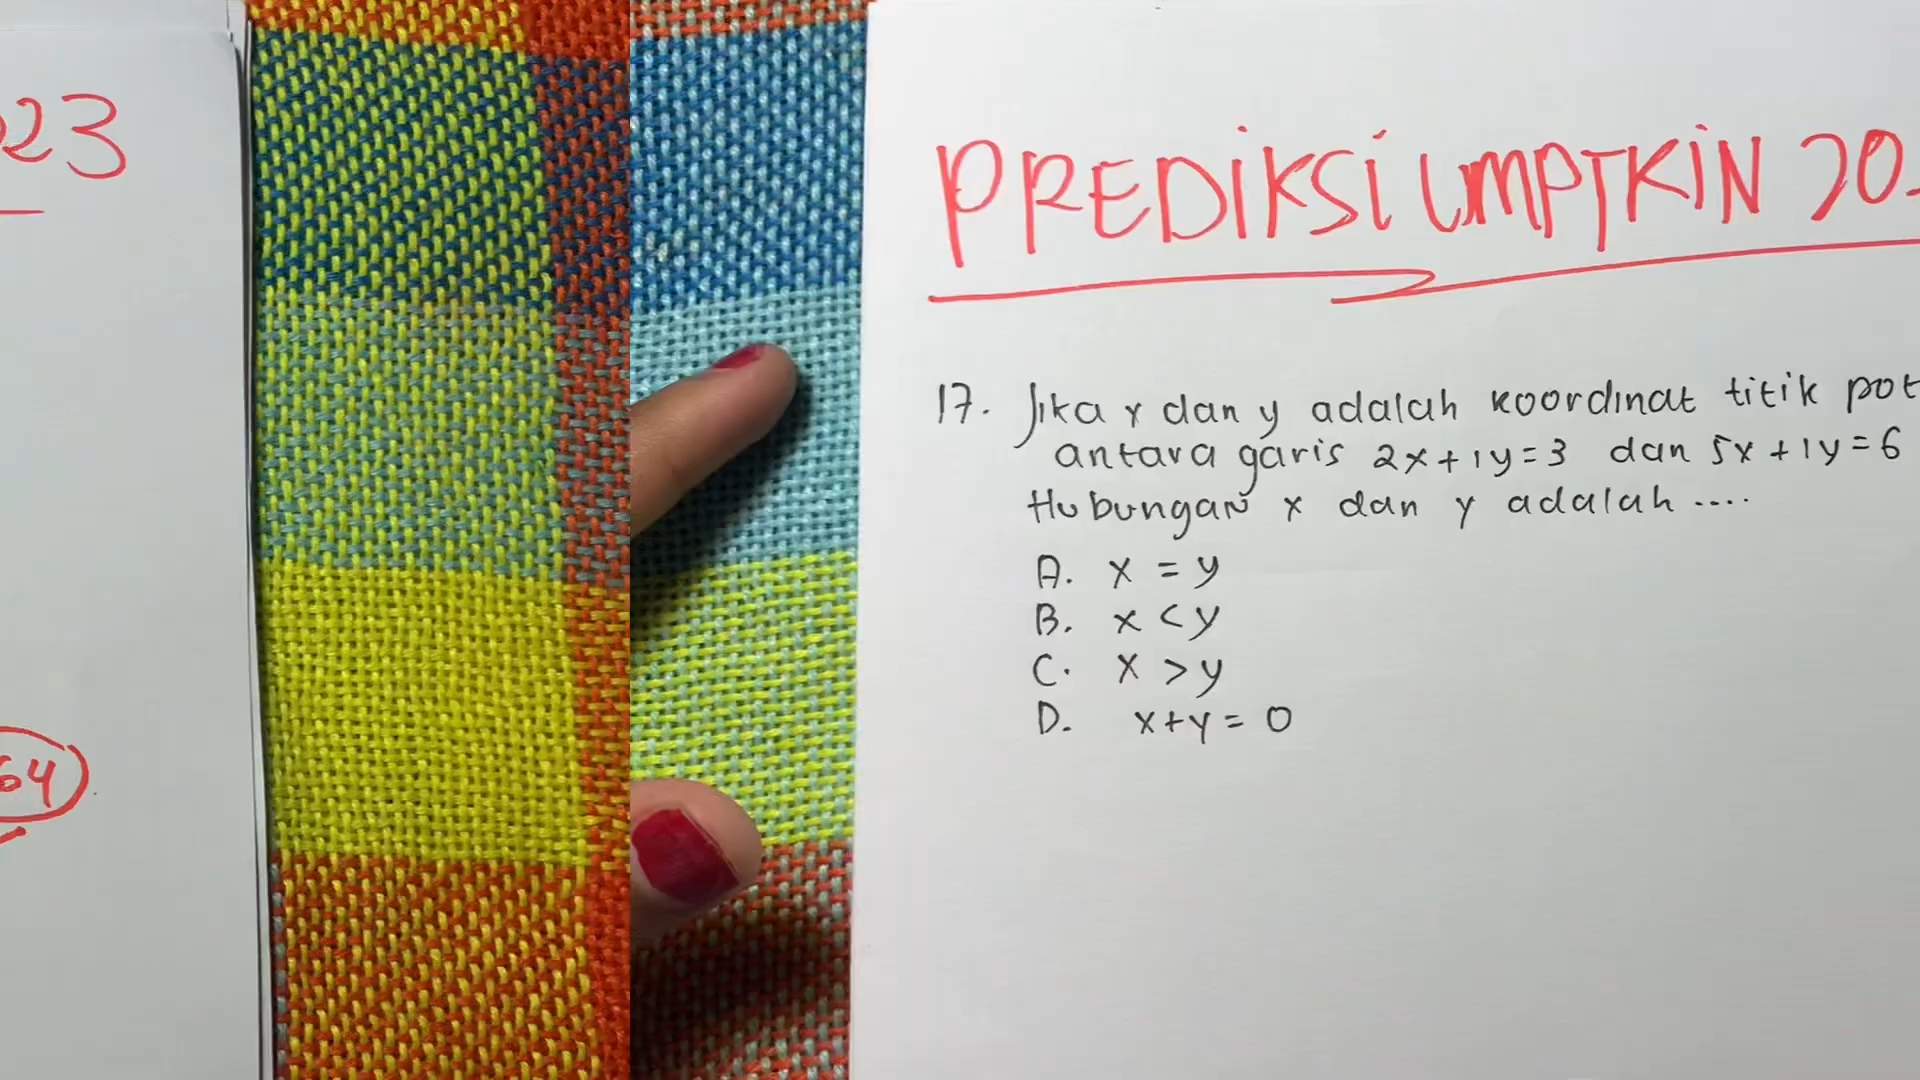 23
64
PREDIKSI UMPTKIN 20
17. Jika x dan y adalah koordinat titik pot
antara garis 2x+1y=3 dan 5x+1y=6
Hubungan x dan y adalah ....
A. x = y
B. x < y
C. x > y
D. x+y = 0